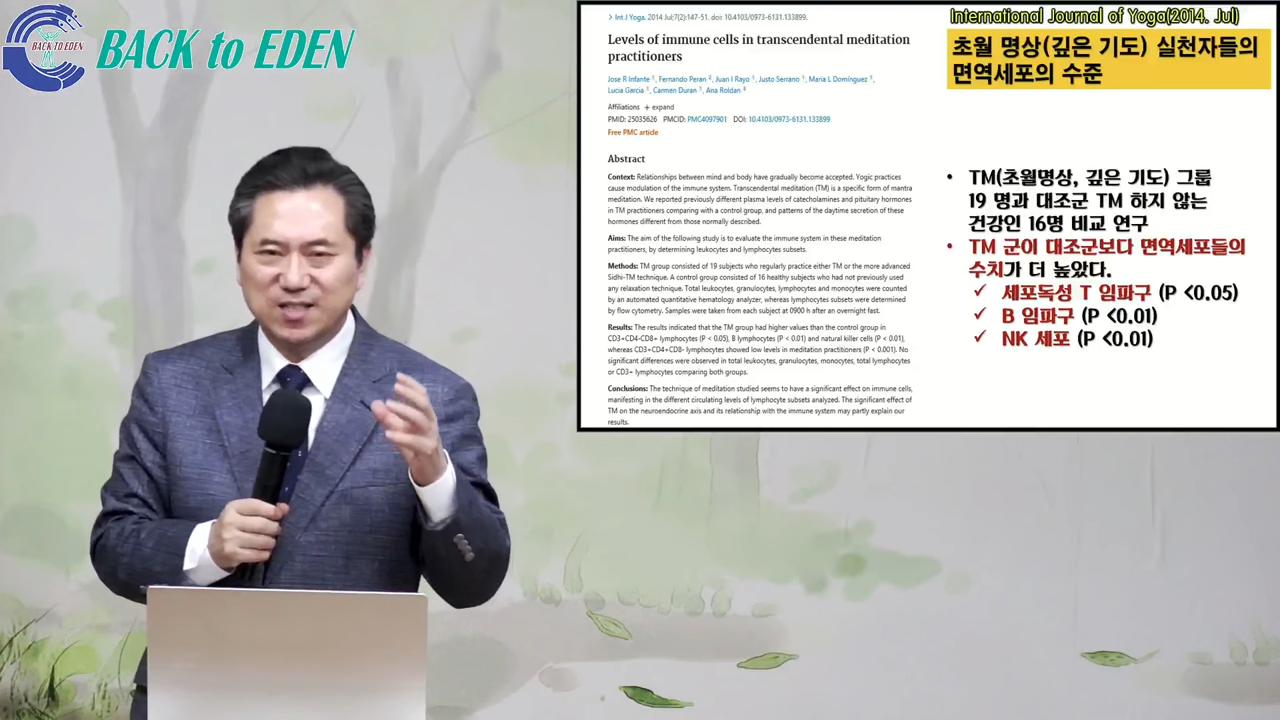 BACK TO EDEN
BACK to EDEN
Int J Yoga. 2014 Jul;7(2):147-51. doi: 10.4103/0973-6131.133899.
Levels of immune cells in transcendental meditation
practitioners
Jose R Infante 1, Fernando Peran 2, Juan I Rayo 1, Justo Serrano 1, Maria L Domínguez 1,
Lucia Garcia 1, Carmen Duran 1, Ana Roldan
Affiliations + expand
PMID: 25035626 PMCID: PMC4097901 DOI: 10.4103/0973-6131.133899
Free PMC article
Abstract
Context: Relationships between mind and body have gradually become accepted. Yogic practices
cause modulation of the immune system. Transcendental meditation (TM) is a specific form of mantra
meditation. We reported previously different plasma levels of catecholamines and pituitary hormones
in TM practitioners comparing with a control group, and patterns of the daytime secretion of these
hormones different from those normally described.
Aims: The aim of the following study is to evaluate the immune system in these meditation
practitioners, by determining leukocytes and lymphocytes subsets.
Methods: TM group consisted of 19 subjects who regularly practice either TM or the more advanced
Sidhi-TM technique. A control group consisted of 16 healthy subjects who had not previously used
any relaxation technique. Total leukocytes, granulocytes, lymphocytes and monocytes were counted
by an automated quantitative hematology analyzer, whereas lymphocytes subsets were determined
by flow cytometry. Samples were taken from each subject at 0900 h after an overnight fast.
Results: The results indicated that the TM group had higher values than the control group in
CD3+CD4-CD8+ lymphocytes (P < 0.05), B lymphocytes (P < 0.01) and natural killer cells (P < 0.01),
whereas CD3+CD4+CD8- lymphocytes showed low levels in meditation practitioners (P < 0.001). No
significant differences were observed in total leukocytes, granulocytes, monocytes, total lymphocytes
or CD3+ lymphocytes comparing both groups.
Conclusions: The technique of meditation studied seems to have a significant effect on immune cells,
manifesting in the different circulating levels of lymphocyte subsets analyzed. The significant effect of
TM on the neuroendocrine axis and its relationship with the immune system may partly explain our
results.
International Journal of Yoga(2014. Jul)
초월 명상(깊은 기도) 실천자들의
면역세포의 수준
• TM(초월명상, 깊은 기도) 그룹
19 명과 대조군 TM 하지 않는
건강인 16명 비교 연구
• TM 군이 대조군보다 면역세포들의
수치가 더 높았다.
✓ 세포독성 T 임파구 (P <0.05)
✓ B 임파구 (P <0.01)
✓ NK 세포 (P <0.01)